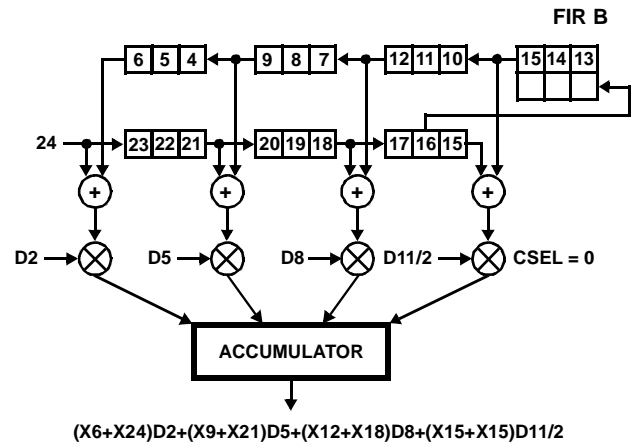 FIR B
6 5 4 9 8 7 12 11 10 15 14 13
24 23 22 21 20 19 18 17 16 15
+ + + +
D2 D5 D8 D11/2 CSEL = 0
ACCUMULATOR
(X6+X24)D2+(X9+X21)D5+(X12+X18)D8+(X15+X15)D11/2